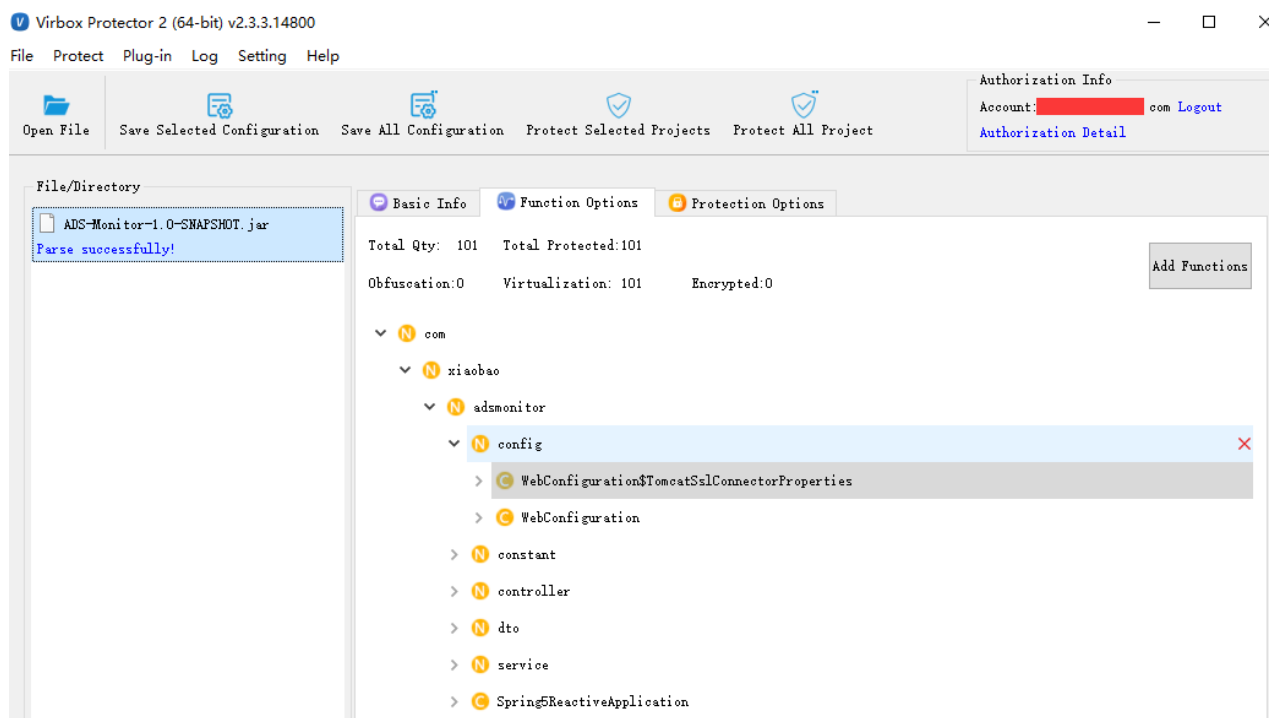 Virbox Protector 2 (64-bit) v2.3.3.14800
File Protect Plug-in Log Setting Help
Open File Save Selected Configuration Save All Configuration Protect Selected Projects Protect All Project
Authorization Info
Account: com Logout
Authorization Detail
File/Directory
ADS-Monitor-1.0-SNAPSHOT.jar
Parse successfully!
Basic Info Function Options Protection Options
Total Qty: 101 Total Protected:101
Obfuscation:0 Virtualization: 101 Encrypted:0
Add Functions
N com
N xiaobao
N adsmonitor
N config
C WebConfiguration$TomcatSslConnectorProperties
C WebConfiguration
N constant
N controller
N dto
N service
C Spring5ReactiveApplication